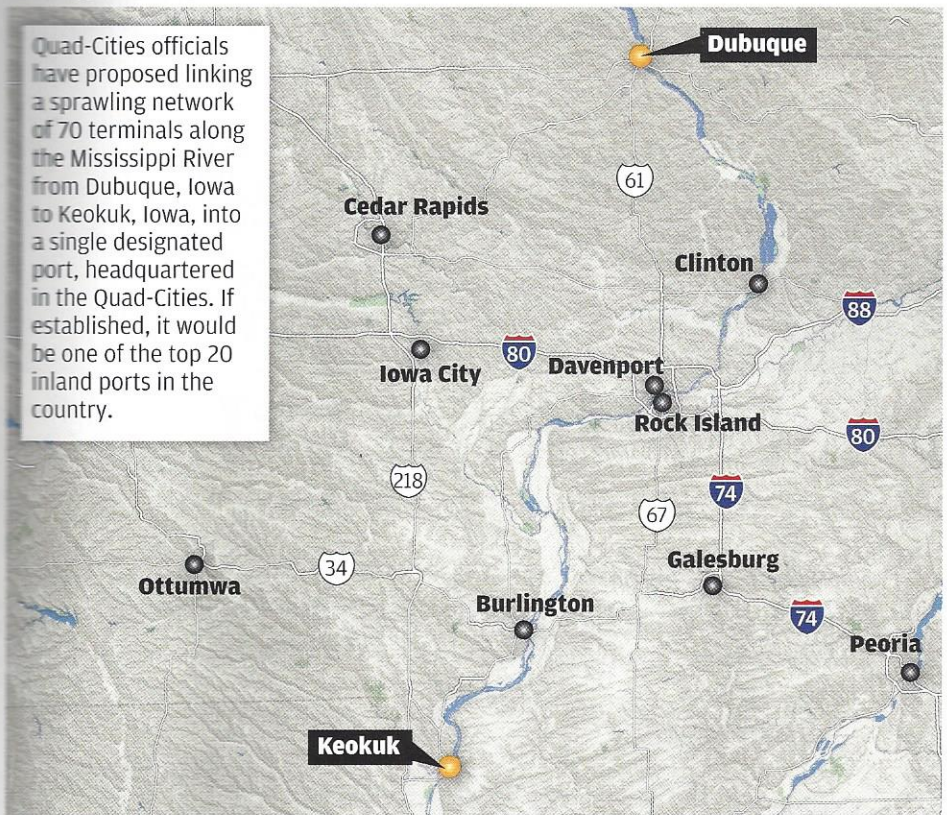 Quad-Cities officials
have proposed linking
a sprawling network
of 70 terminals along
the Mississippi River
from Dubuque, Iowa
to Keokuk, Iowa, into
a single designated
port, headquartered
in the Quad-Cities. If
established, it would
be one of the top 20
inland ports in the
country.
Dubuque
61
Cedar Rapids
Clinton
88
80
Iowa City
Davenport
Rock Island
80
218
74
67
Ottumwa
34
Galesburg
Burlington
74
Peoria
Keokuk